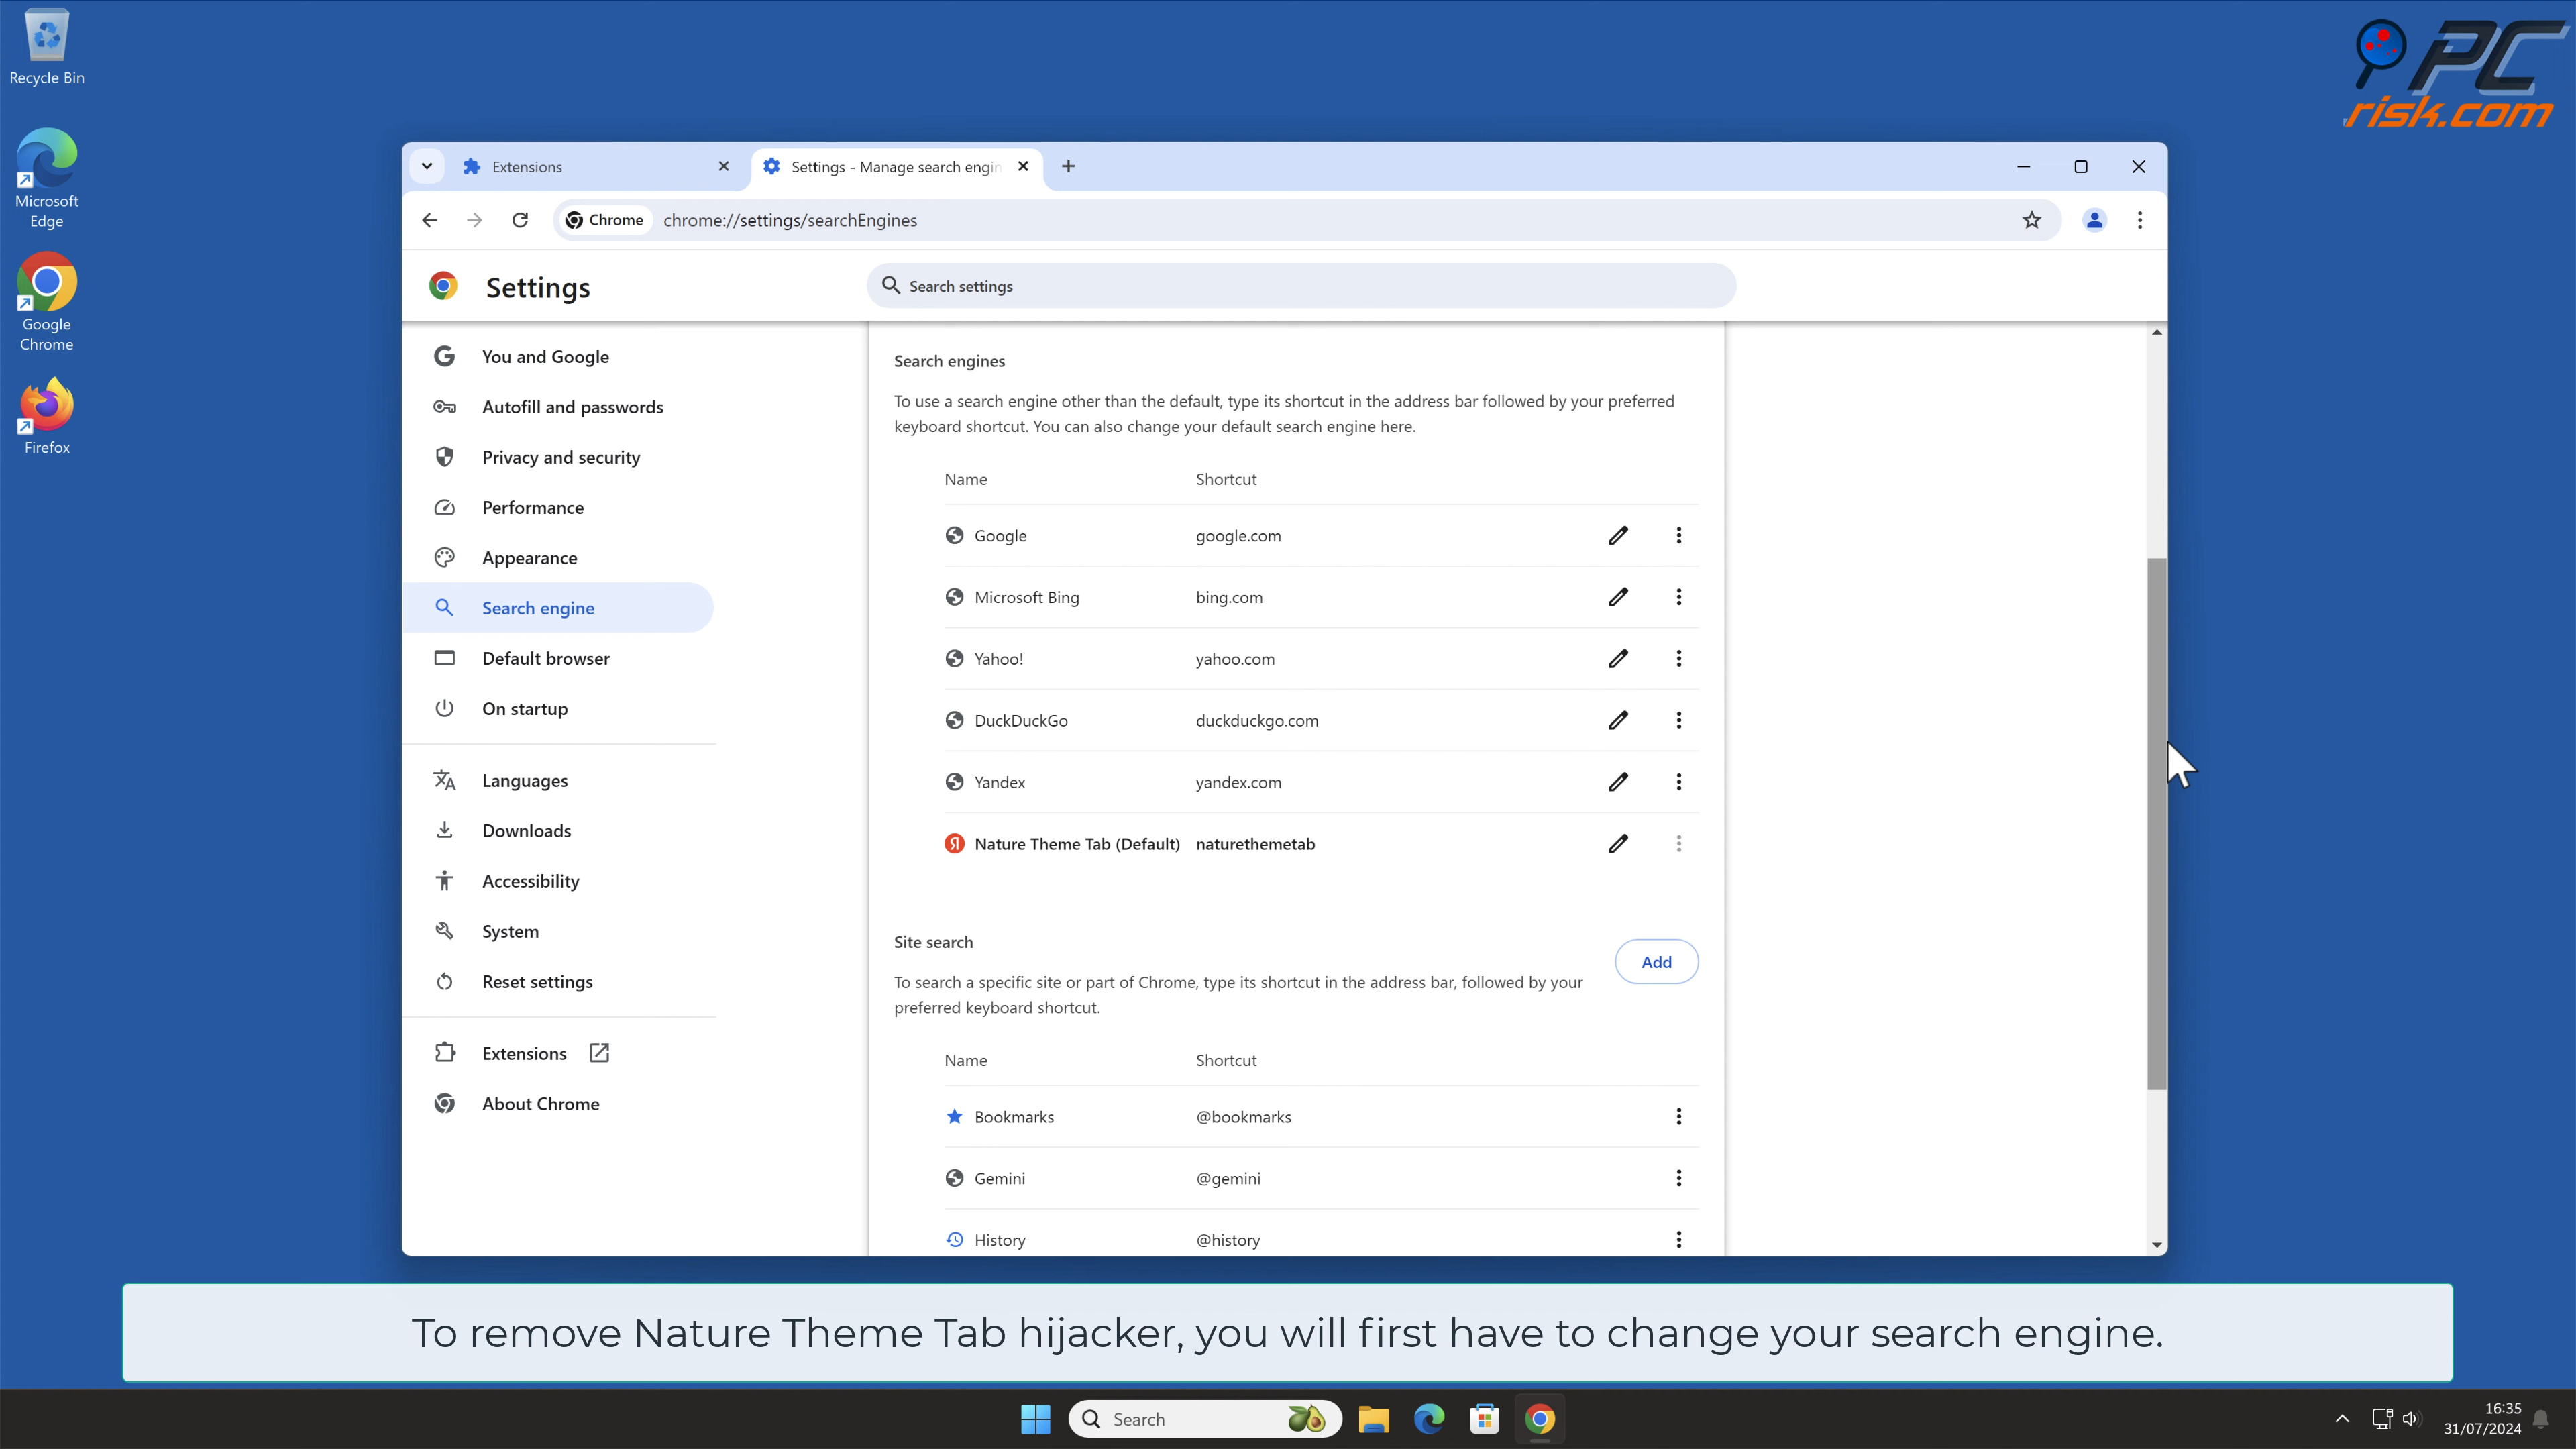 Recycle Bin
Microsoft
Edge
Google
Chrome
Firefox
PC
risk.com
Extensions
Settings - Manage search engin
Chrome
chrome://settings/searchEngines
Settings
Search settings
You and Google
Autofill and passwords
Privacy and security
Performance
Appearance
Search engine
Default browser
On startup
Languages
Downloads
Accessibility
System
Reset settings
Extensions
About Chrome
Search engines
To use a search engine other than the default, type its shortcut in the address bar followed by your preferred
keyboard shortcut. You can also change your default search engine here.
Name Shortcut
Google google.com
Microsoft Bing bing.com
Yahoo! yahoo.com
DuckDuckGo duckduckgo.com
Yandex yandex.com
Я Nature Theme Tab (Default) naturethemetab
Site search
Add
To search a specific site or part of Chrome, type its shortcut in the address bar, followed by your
preferred keyboard shortcut.
Name Shortcut
Bookmarks @bookmarks
Gemini @gemini
History @history
To remove Nature Theme Tab hijacker, you will first have to change your search engine.
Search
16:35
31/07/2024